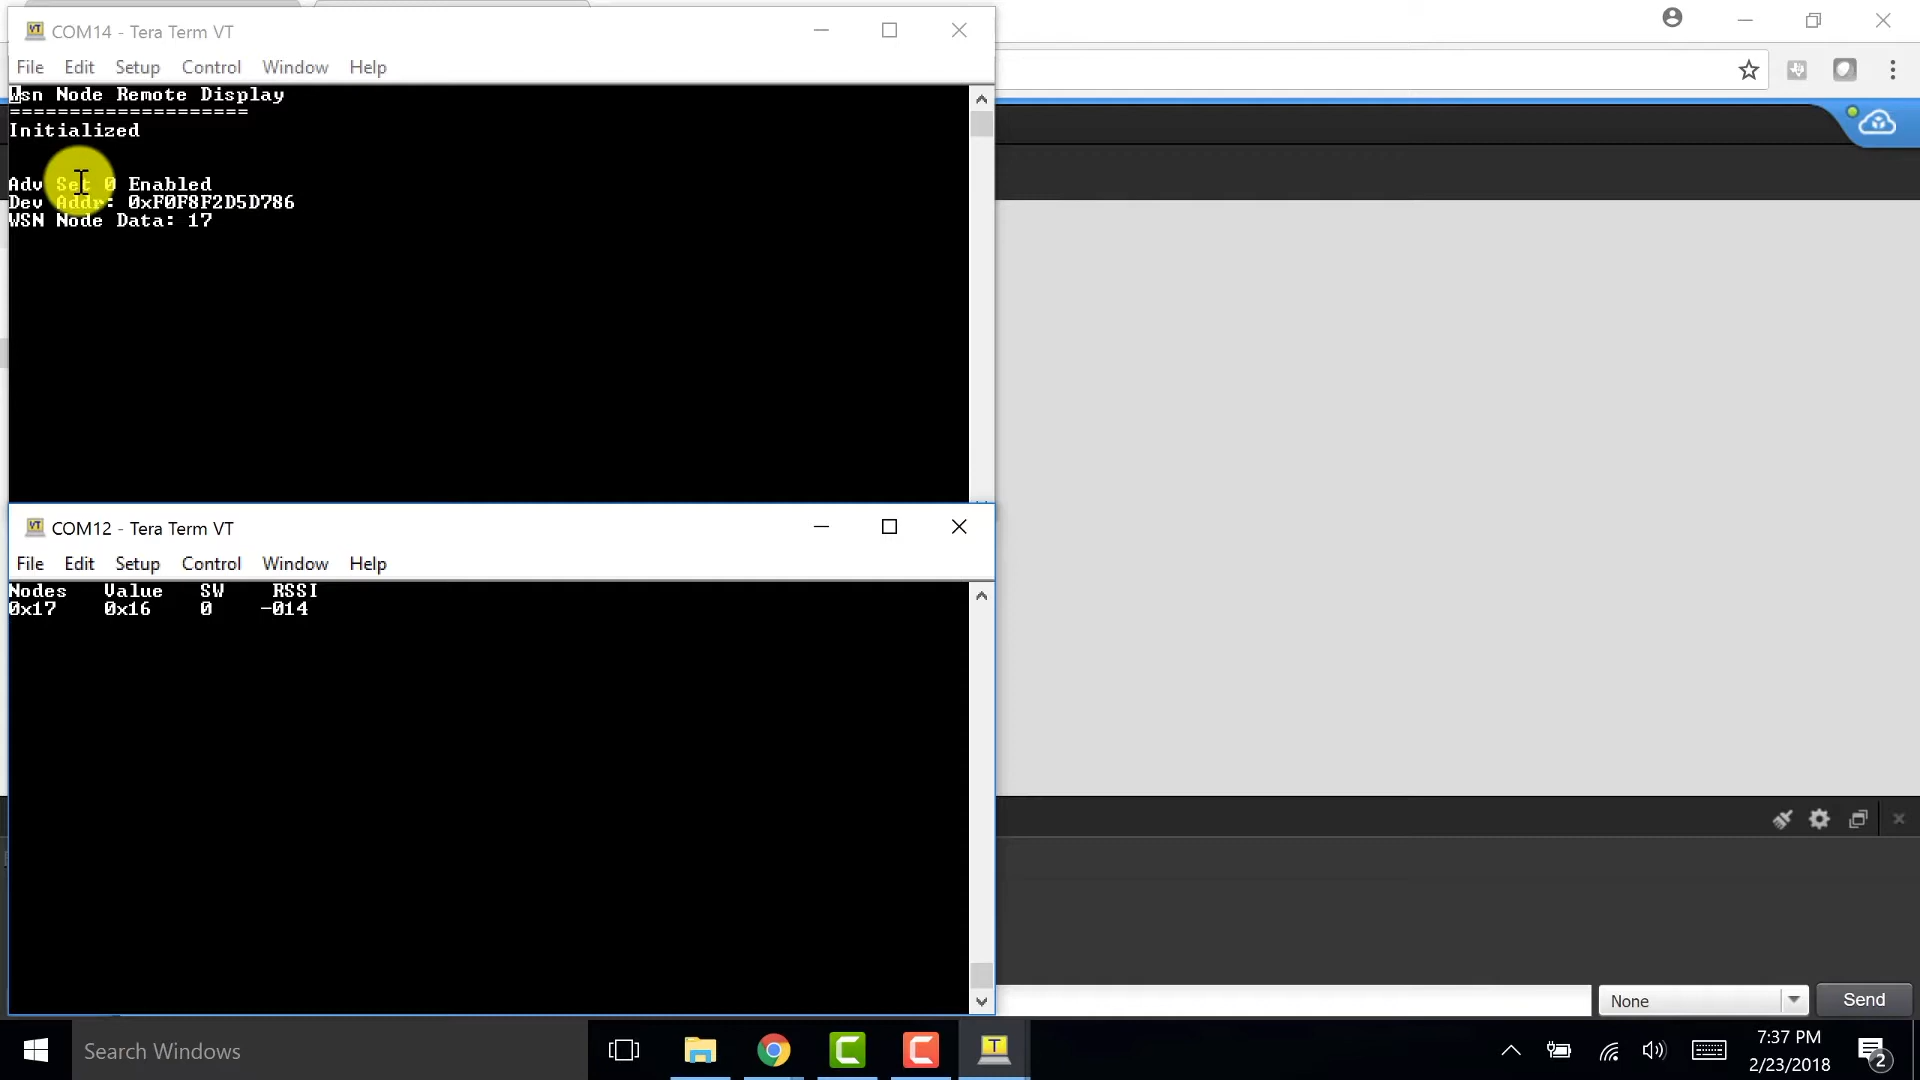 COM14 - Tera Term VT
File Edit Setup Control Window Help
Wsn Node Remote Display
====================
Initialized
Adv Set 0 Enabled
Dev Addr: 0xF0F8F2D5D786
WSN Node Data: 17
COM12 - Tera Term VT
File Edit Setup Control Window Help
Nodes Value SW RSSI
0x17 0x16 0 -014
None Send
Search Windows
7:37 PM
2/23/2018
2